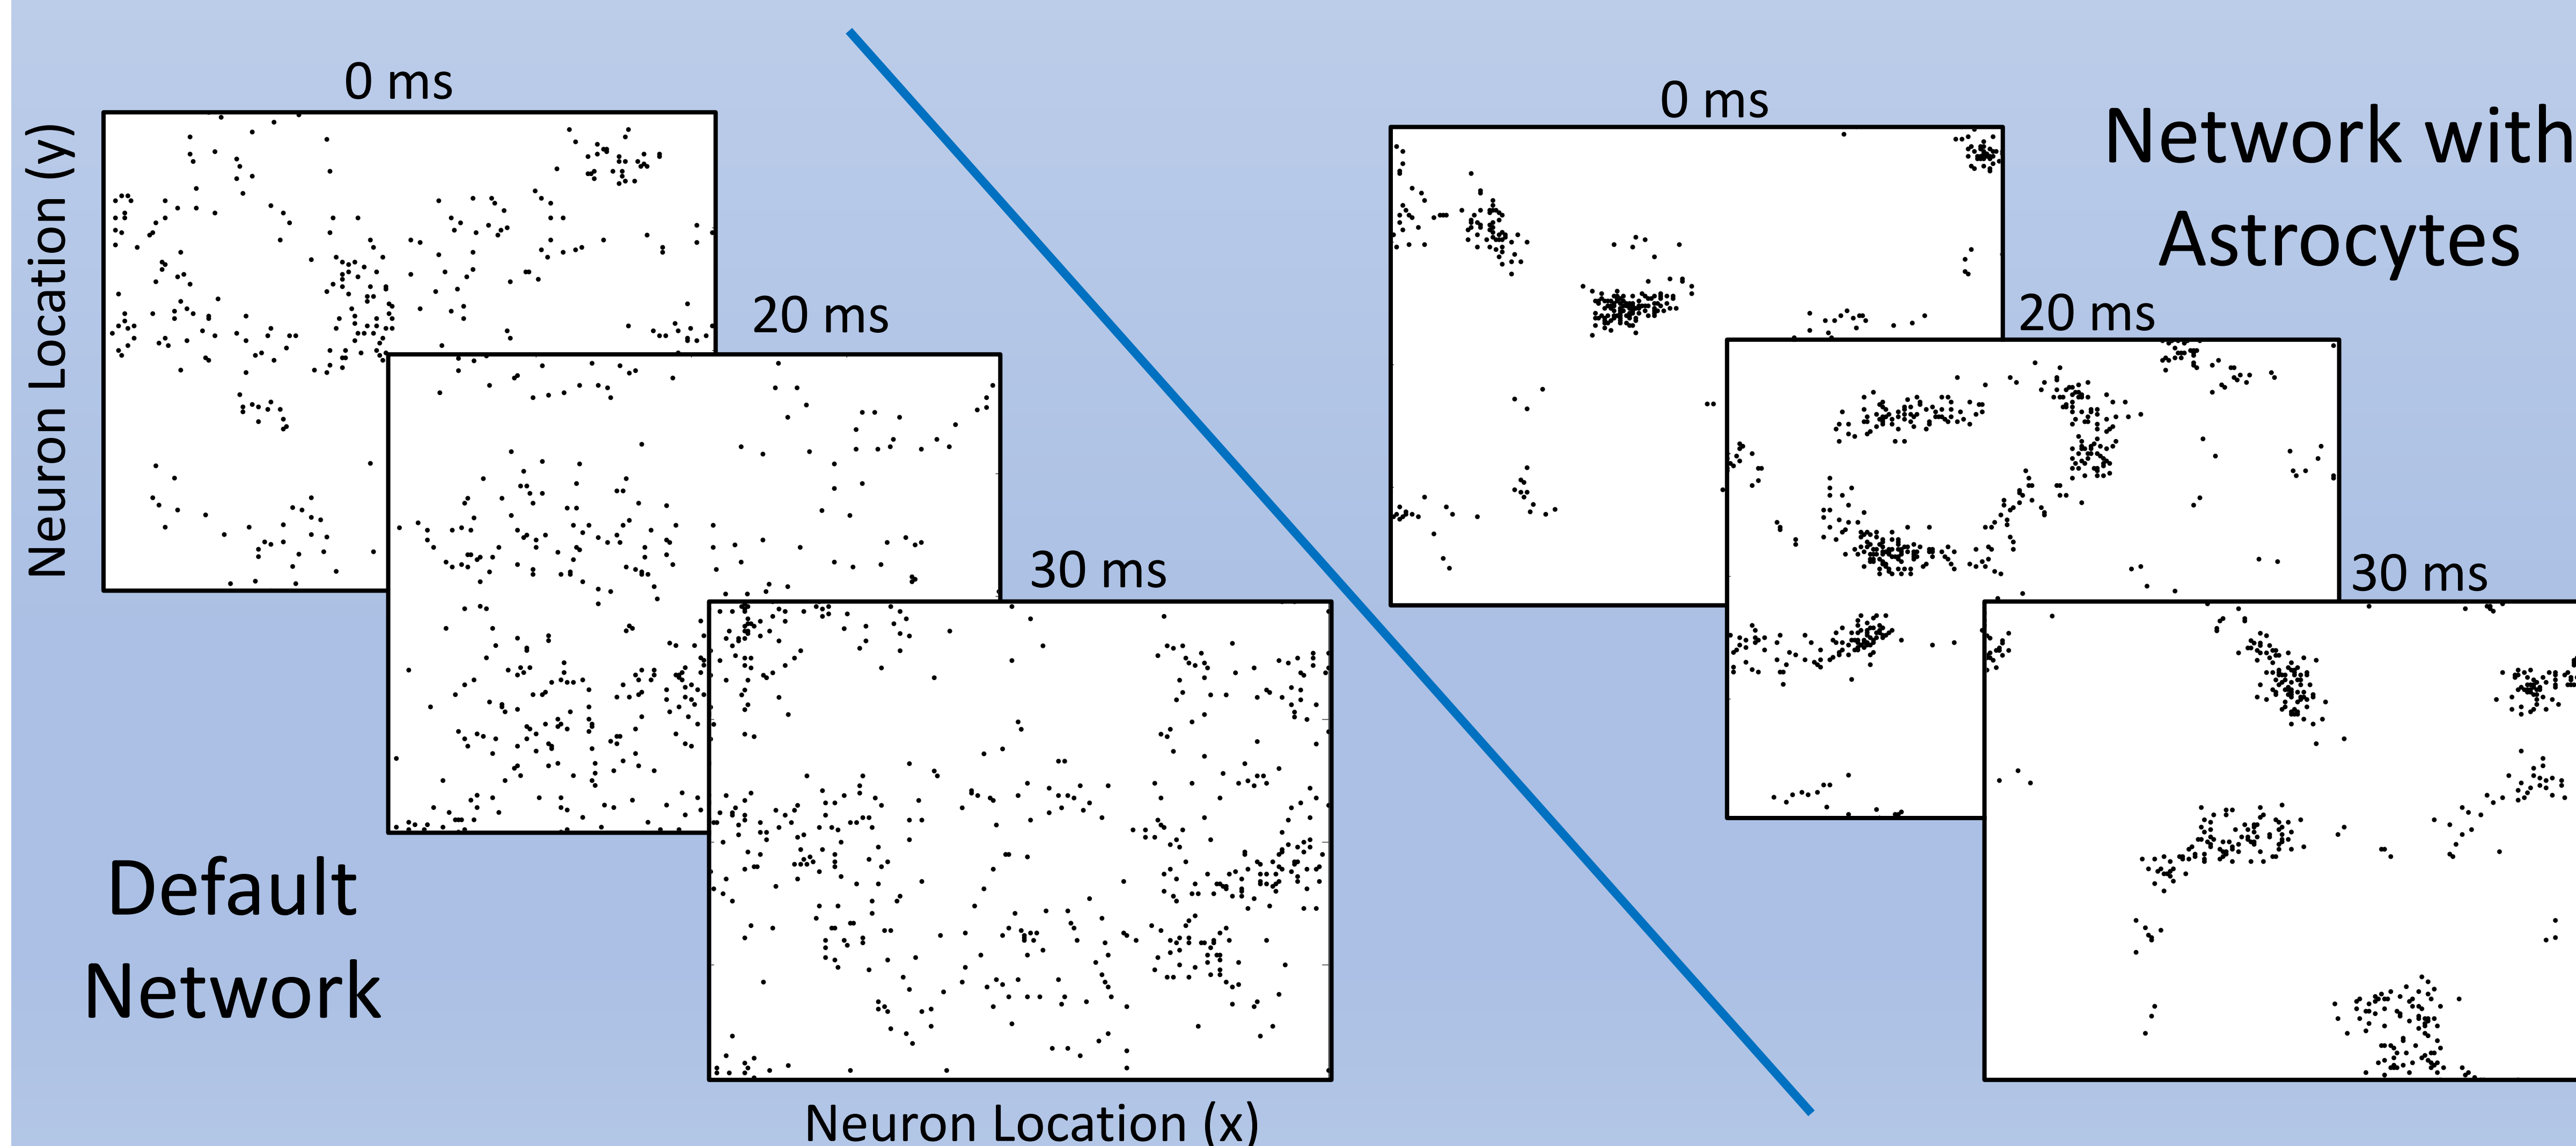 0 ms
Neuron Location (y)
20 ms
30 ms
Default
Network
Neuron Location (x)
0 ms
Network with
Astrocytes
20 ms
30 ms